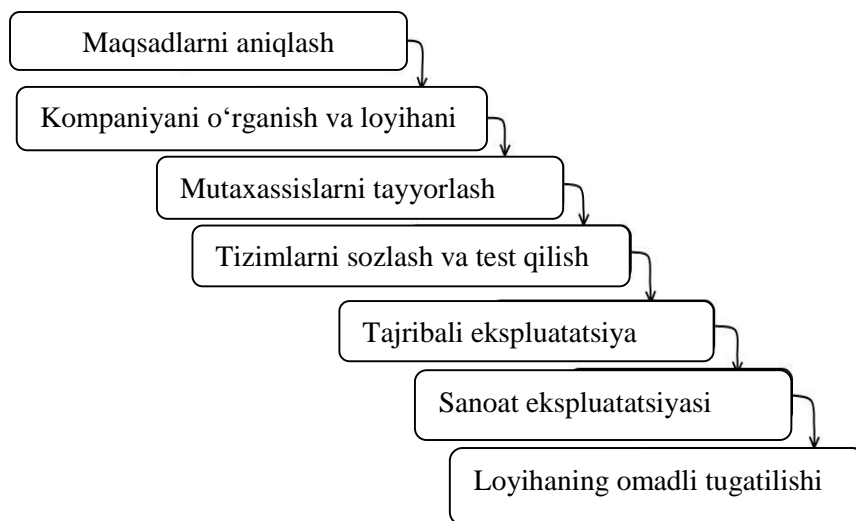 Maqsadlarni aniqlash
Kompaniyani o‘rganish va loyihani
Mutaxassislarni tayyorlash
Tizimlarni sozlash va test qilish
Tajribali ekspluatatsiya
Sanoat ekspluatatsiyasi
Loyihaning omadli tugatilishi